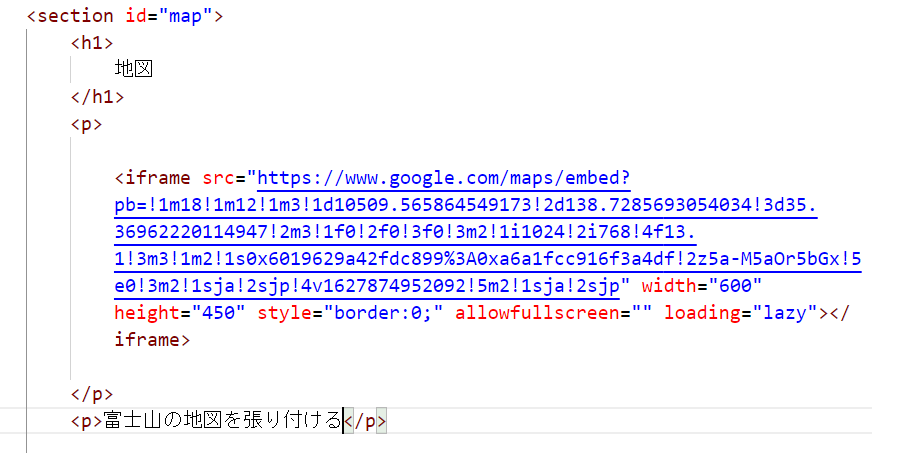 <section id="map">
<h1>
地図
</h1>
<p>
<iframe src="https://www.google.com/maps/embed?
pb=!1m18!1m12!1m3!1d10509.565864549173!2d138.7285693054034!3d35.
36962220114947!2m3!1f0!2f0!3f0!3m2!1i1024!2i768!4f13.
1!3m3!1m2!1s0x6019629a42fdc899%3A0xa6a1fcc916f3a4df!2z5a-M5aOr5bGx!5
e0!3m2!1sja!2sjp!4v1627874952092!5m2!1sja!2sjp" width="600"
height="450" style="border:0;" allowfullscreen="" loading="lazy"></
iframe>
</p>
<p>富士山の地図を張り付ける</p>